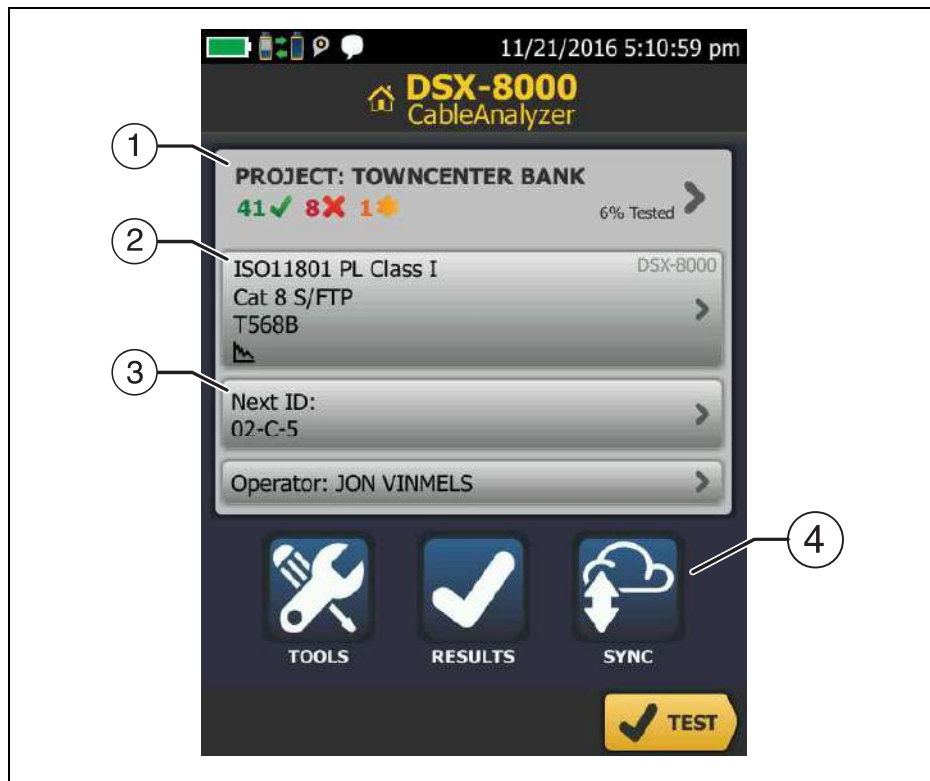 11/21/2016 5:10:59 pm
DSX-8000
CableAnalyzer
1
PROJECT: TOWNCENTER BANK
41 8 1
6% Tested
2
ISO11801 PL Class I
DSX-8000
Cat 8 S/FTP
T568B
3
Next ID:
02-C-5
Operator: JON VINMELS
4
TOOLS
RESULTS
SYNC
TEST